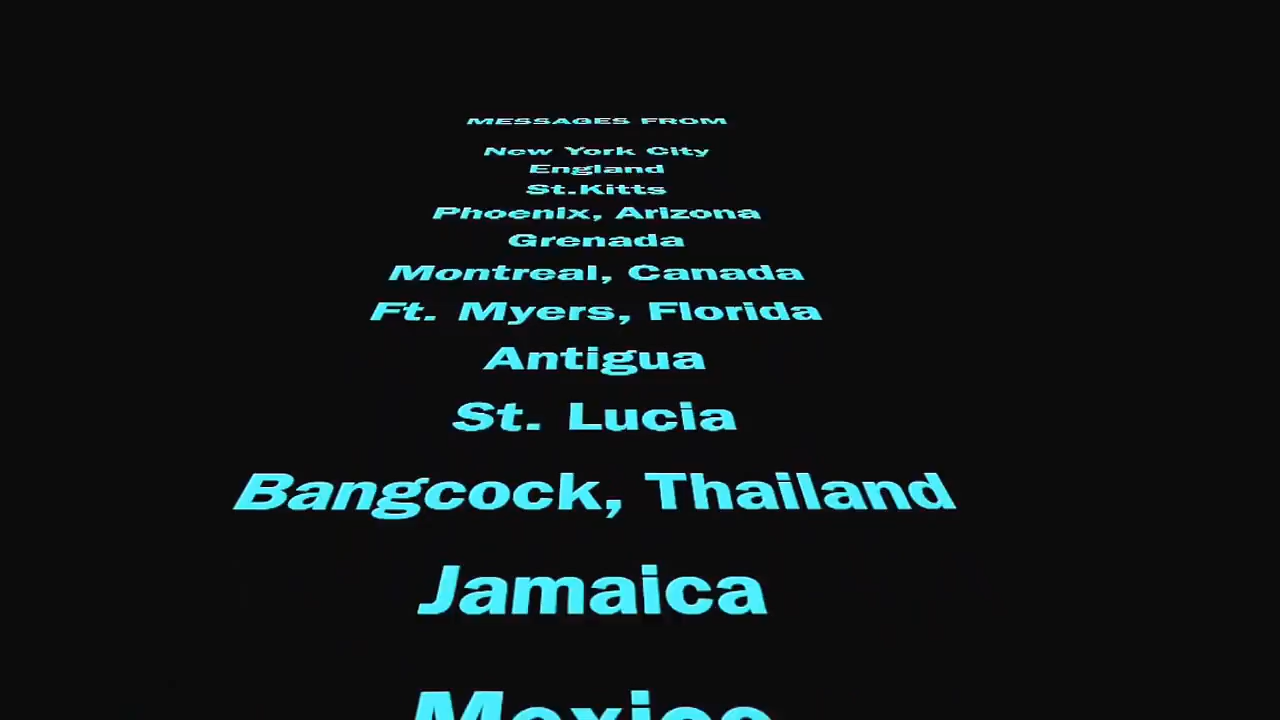 MESSAGES FROM
New York City
England
St.Kitts
Phoenix, Arizona
Grenada
Montreal, Canada
Ft. Myers, Florida
Antigua
St. Lucia
Bangcock, Thailand
Jamaica
Mexico